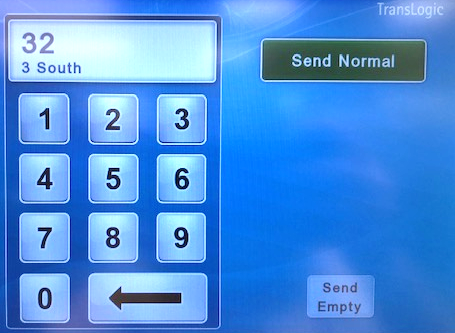 TransLogic
32
3 South
Send Normal
1 2 3
4 5 6
7 8 9
0
Send
Empty